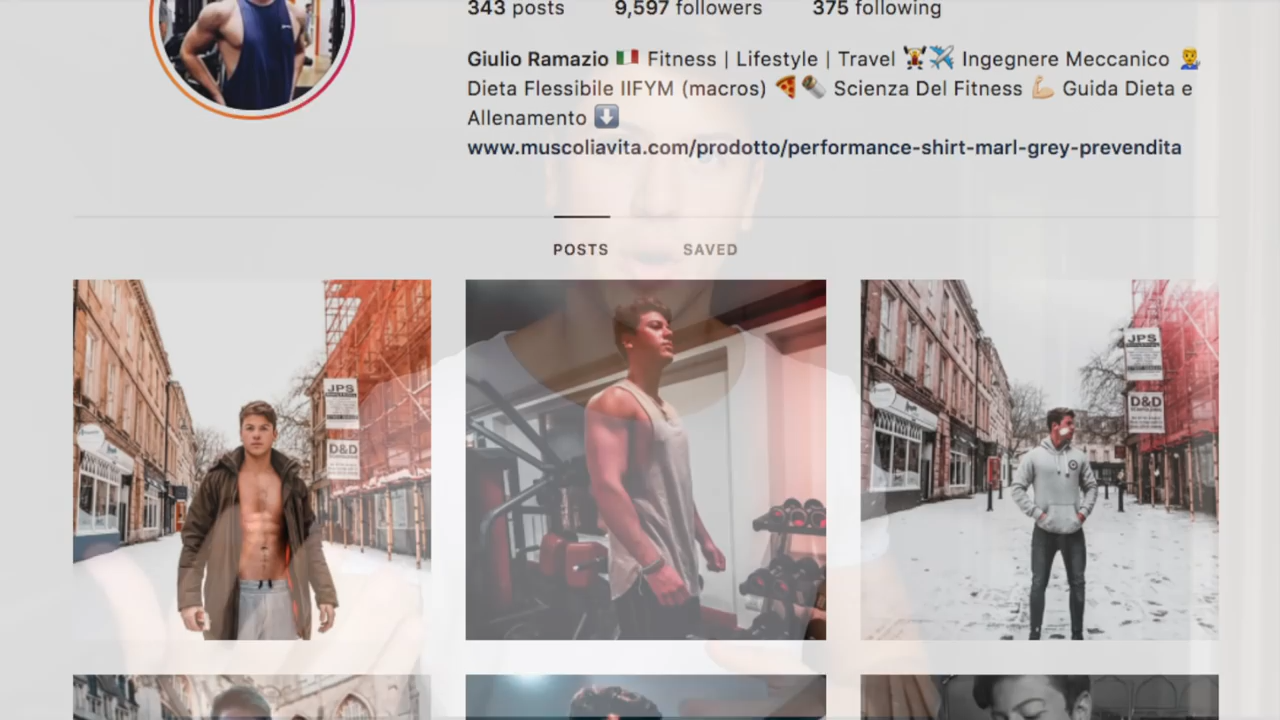 343 posts 9,597 followers 375 following
Giulio Ramazio 🇮🇹 Fitness | Lifestyle | Travel 🏋️✈️ Ingegnere Meccanico 👨‍🎓
Dieta Flessibile IIFYM (macros) 🍕🌯 Scienza Del Fitness 💪🏼 Guida Dieta e
Allenamento ⬇️
www.muscoliavita.com/prodotto/performance-shirt-marl-grey-prevendita
POSTS SAVED
JPS
D&D
JPS
D&D